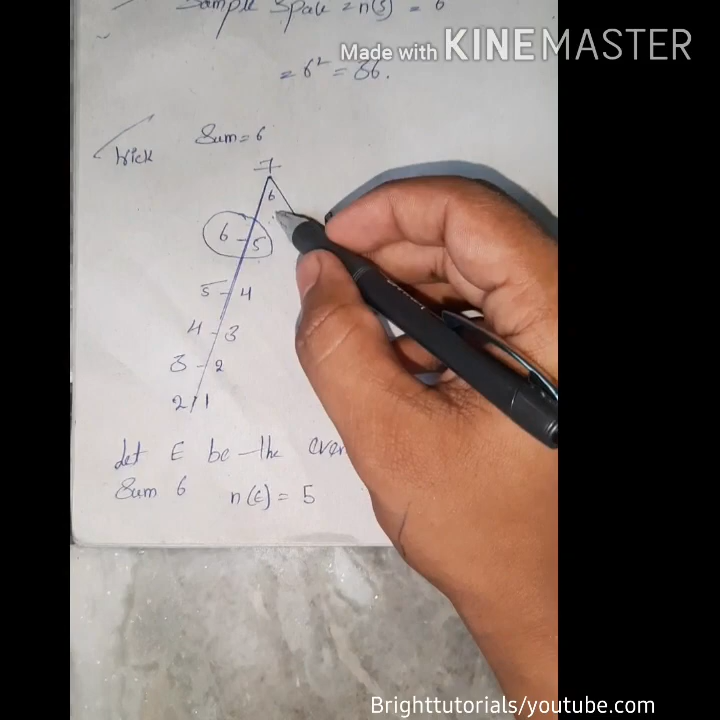 Sample Space = n(S) = 6
Made with KINEMASTER
= 6² = 36.
Trick
Sum = 6
7
6
6 - 5
5 - 4
4 - 3
3 - 2
2 1
Let E be the even
Sum 6 n(E) = 5
Brighttutorials/youtube.com